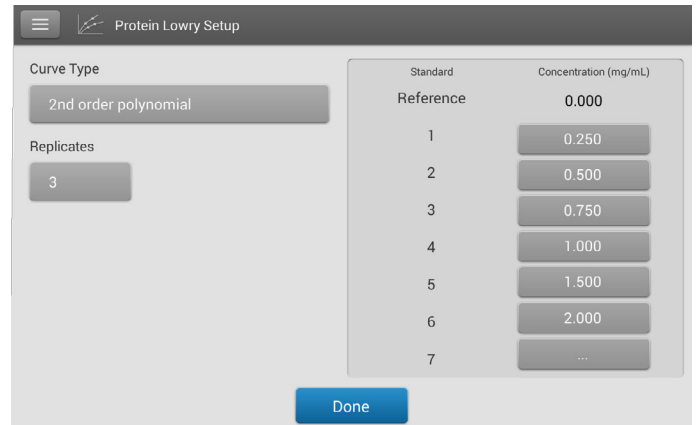 Protein Lowry Setup
Curve Type
2nd order polynomial
Replicates
3
Standard Concentration (mg/mL)
Reference 0.000
1 0.250
2 0.500
3 0.750
4 1.000
5 1.500
6 2.000
7 ...
Done